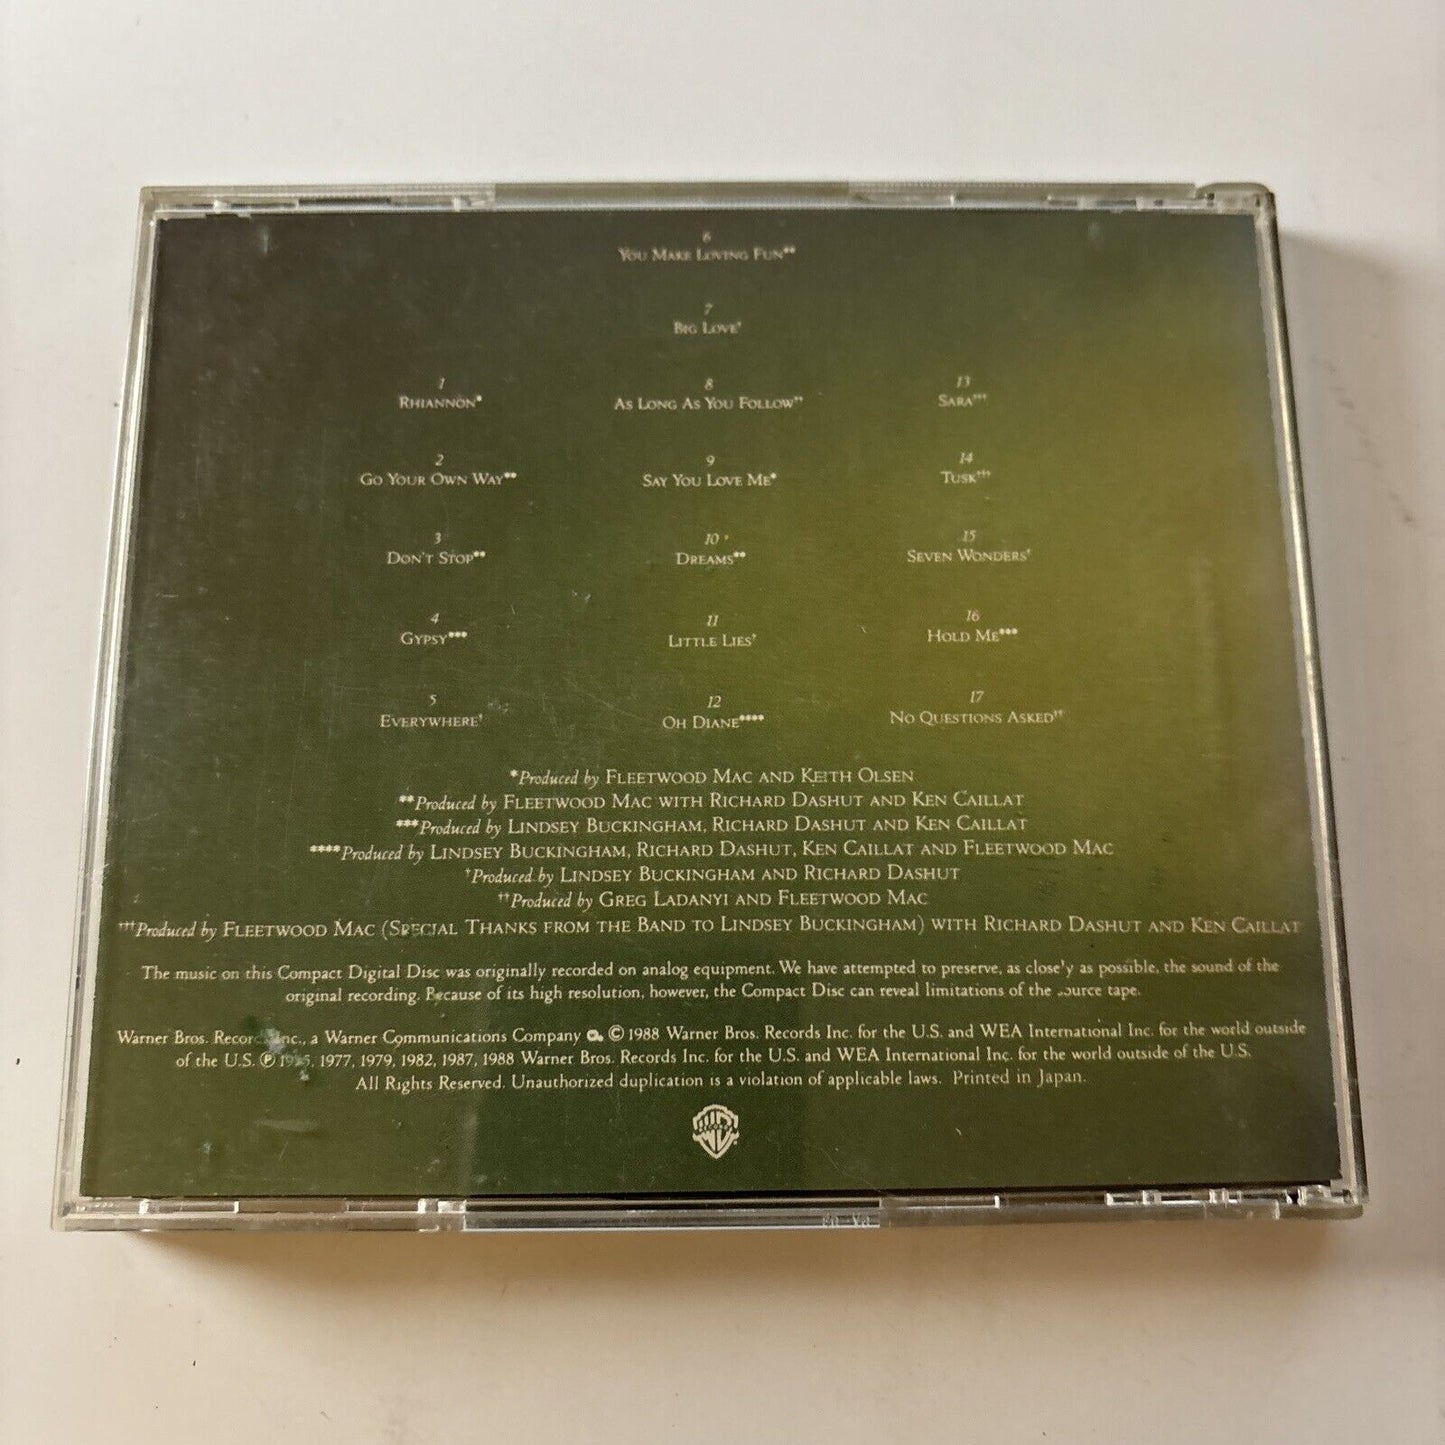 6
You Make Loving Fun**
7
Big Love†
1
Rhiannon*
2
Go Your Own Way**
3
Don't Stop**
4
Gypsy***
5
Everywhere†
8
As Long As You Follow††
9
Say You Love Me*
10
Dreams**
11
Little Lies†
12
Oh Diane****
13
Sara†††
14
Tusk†††
15
Seven Wonders†
16
Hold Me***
17
No Questions Asked††
*Produced by Fleetwood Mac and Keith Olsen
**Produced by Fleetwood Mac with Richard Dashut and Ken Caillat
***Produced by Lindsey Buckingham, Richard Dashut and Ken Caillat
****Produced by Lindsey Buckingham, Richard Dashut, Ken Caillat and Fleetwood Mac
†Produced by Lindsey Buckingham and Richard Dashut
††Produced by Greg Ladanyi and Fleetwood Mac
†††Produced by Fleetwood Mac (Special Thanks from the Band to Lindsey Buckingham) with Richard Dashut and Ken Caillat
The music on this Compact Digital Disc was originally recorded on analog equipment. We have attempted to preserve, as closely as possible, the sound of the
original recording. Because of its high resolution, however, the Compact Disc can reveal limitations of the source tape.
Warner Bros. Records Inc., a Warner Communications Company © 1988 Warner Bros. Records Inc. for the U.S. and WEA International Inc. for the world outside
of the U.S. ℗ 1977, 1979, 1982, 1987, 1988 Warner Bros. Records Inc. for the U.S. and WEA International Inc. for the world outside of the U.S.
All Rights Reserved. Unauthorized duplication is a violation of applicable laws. Printed in Japan.